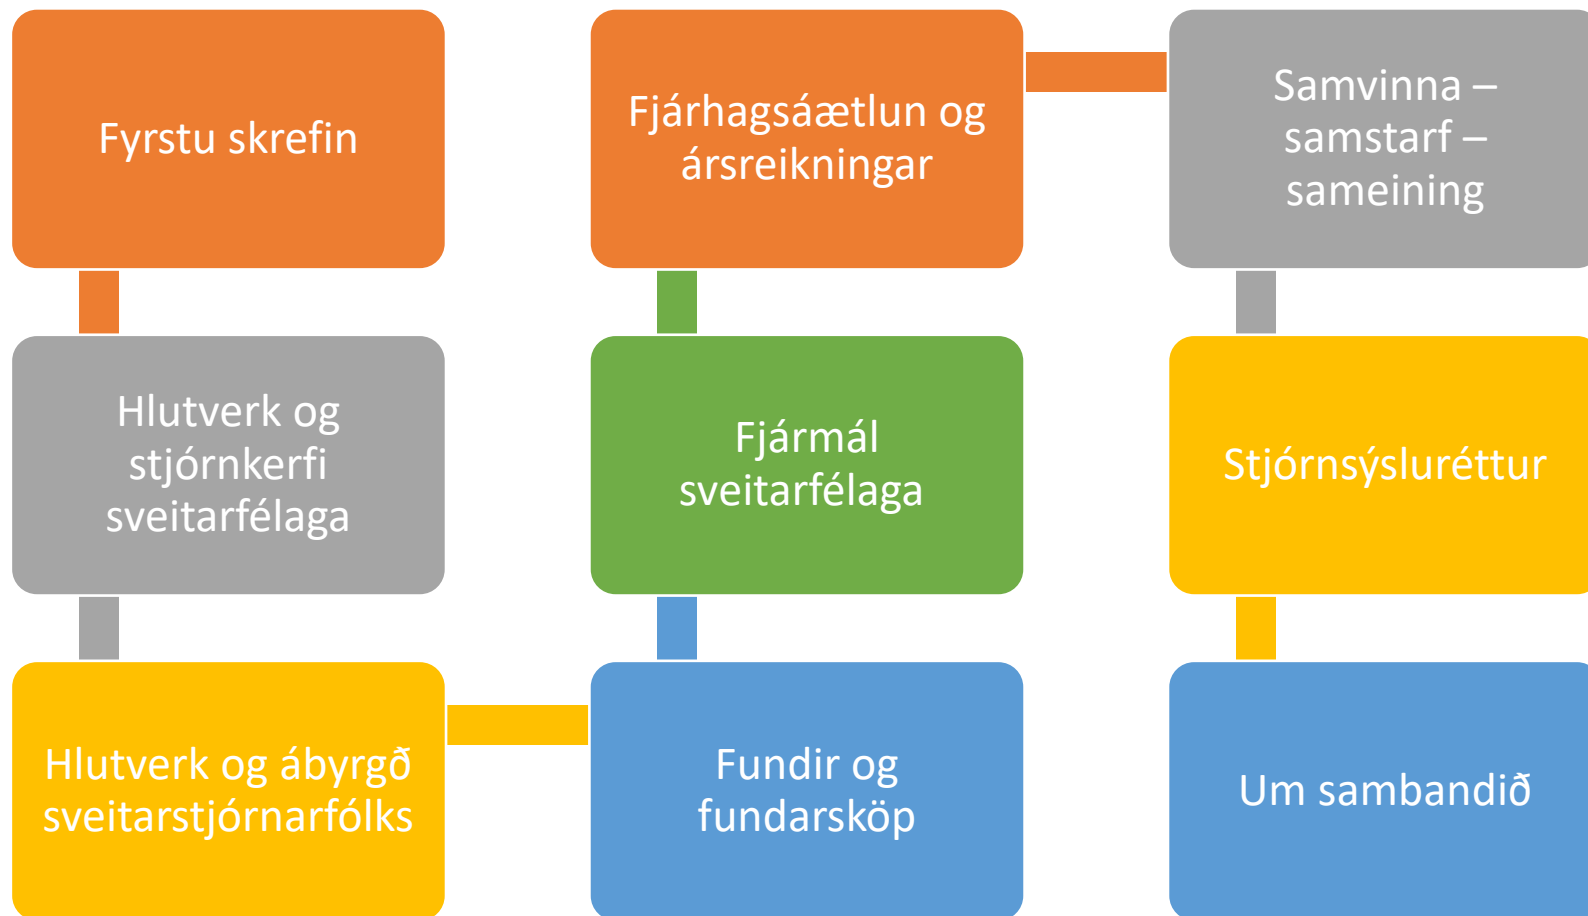 Fyrstu skrefin
Hlutverk og
stjórnkerfi
sveitarfélaga
Hlutverk og ábyrgð
sveitarstjórnarfólks
Fundir og
fundarsköp
Fjármál
sveitarfélaga
Fjárhagsáætlun og
ársreikningar
Samvinna –
samstarf –
sameining
Stjórnsýsluréttur
Um sambandið